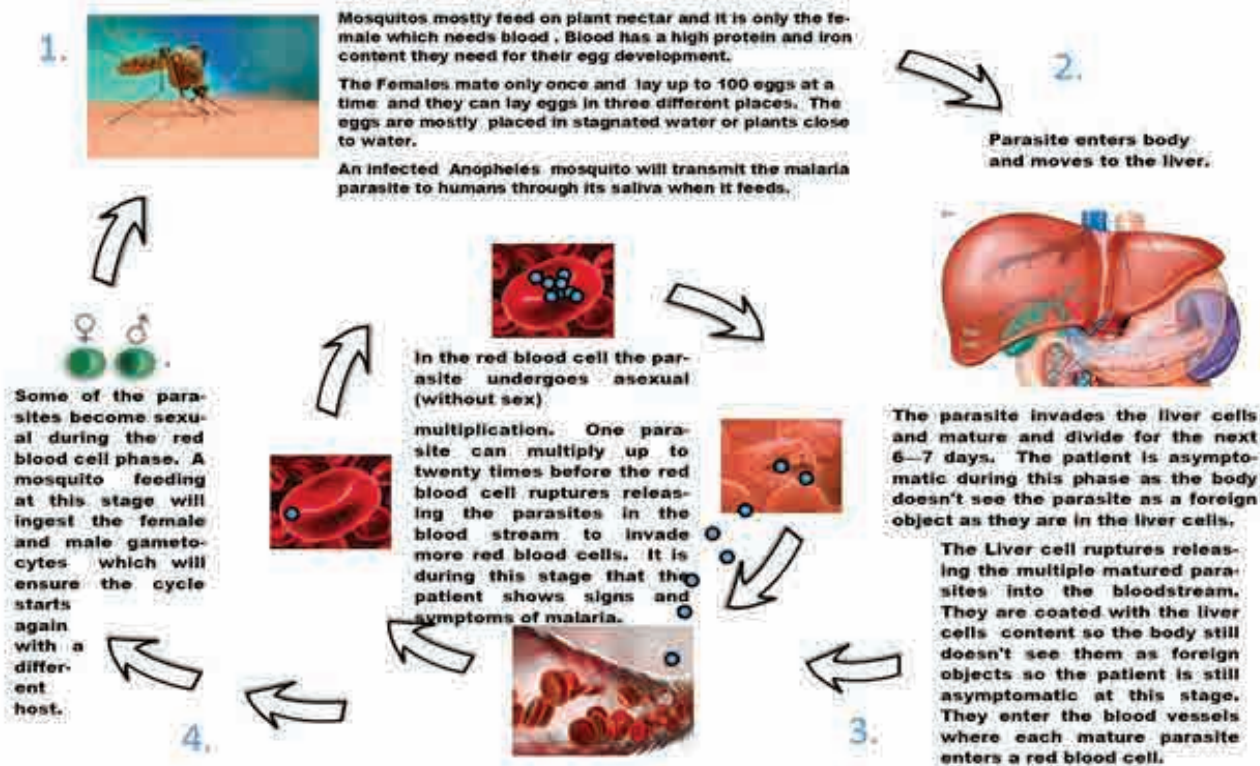 1.
Mosquitos mostly feed on plant nectar and it is only the fe-
male which needs blood . Blood has a high protein and iron
content they need for their egg development.
The Females mate only once and lay up to 100 eggs at a
time and they can lay eggs in three different places. The
eggs are mostly placed in stagnated water or plants close
to water.
An infected Anopheles mosquito will transmit the malaria
parasite to humans through its saliva when it feeds.
2.
Parasite enters body
and moves to the liver.
The parasite invades the liver cells
and mature and divide for the next
6—7 days. The patient is asympto-
matic during this phase as the body
doesn't see the parasite as a foreign
object as they are in the liver cells.
The Liver cell ruptures releas-
ing the multiple matured para-
sites into the bloodstream.
They are coated with the liver
cells content so the body still
doesn't see them as foreign
objects so the patient is still
asymptomatic at this stage.
They enter the blood vessels
where each mature parasite
enters a red blood cell.
3.
In the red blood cell the par-
asite undergoes asexual
(without sex)
multiplication. One para-
site can multiply up to
twenty times before the red
blood cell ruptures releas-
ing the parasites in the
blood stream to invade
more red blood cells. It is
during this stage that the
patient shows signs and
symptoms of malaria.
4.
♀ ♂
Some of the para-
sites become sexu-
al during the red
blood cell phase. A
mosquito feeding
at this stage will
ingest the female
and male gameto-
cytes which will
ensure the cycle
starts
again
with a
differ-
ent
host.